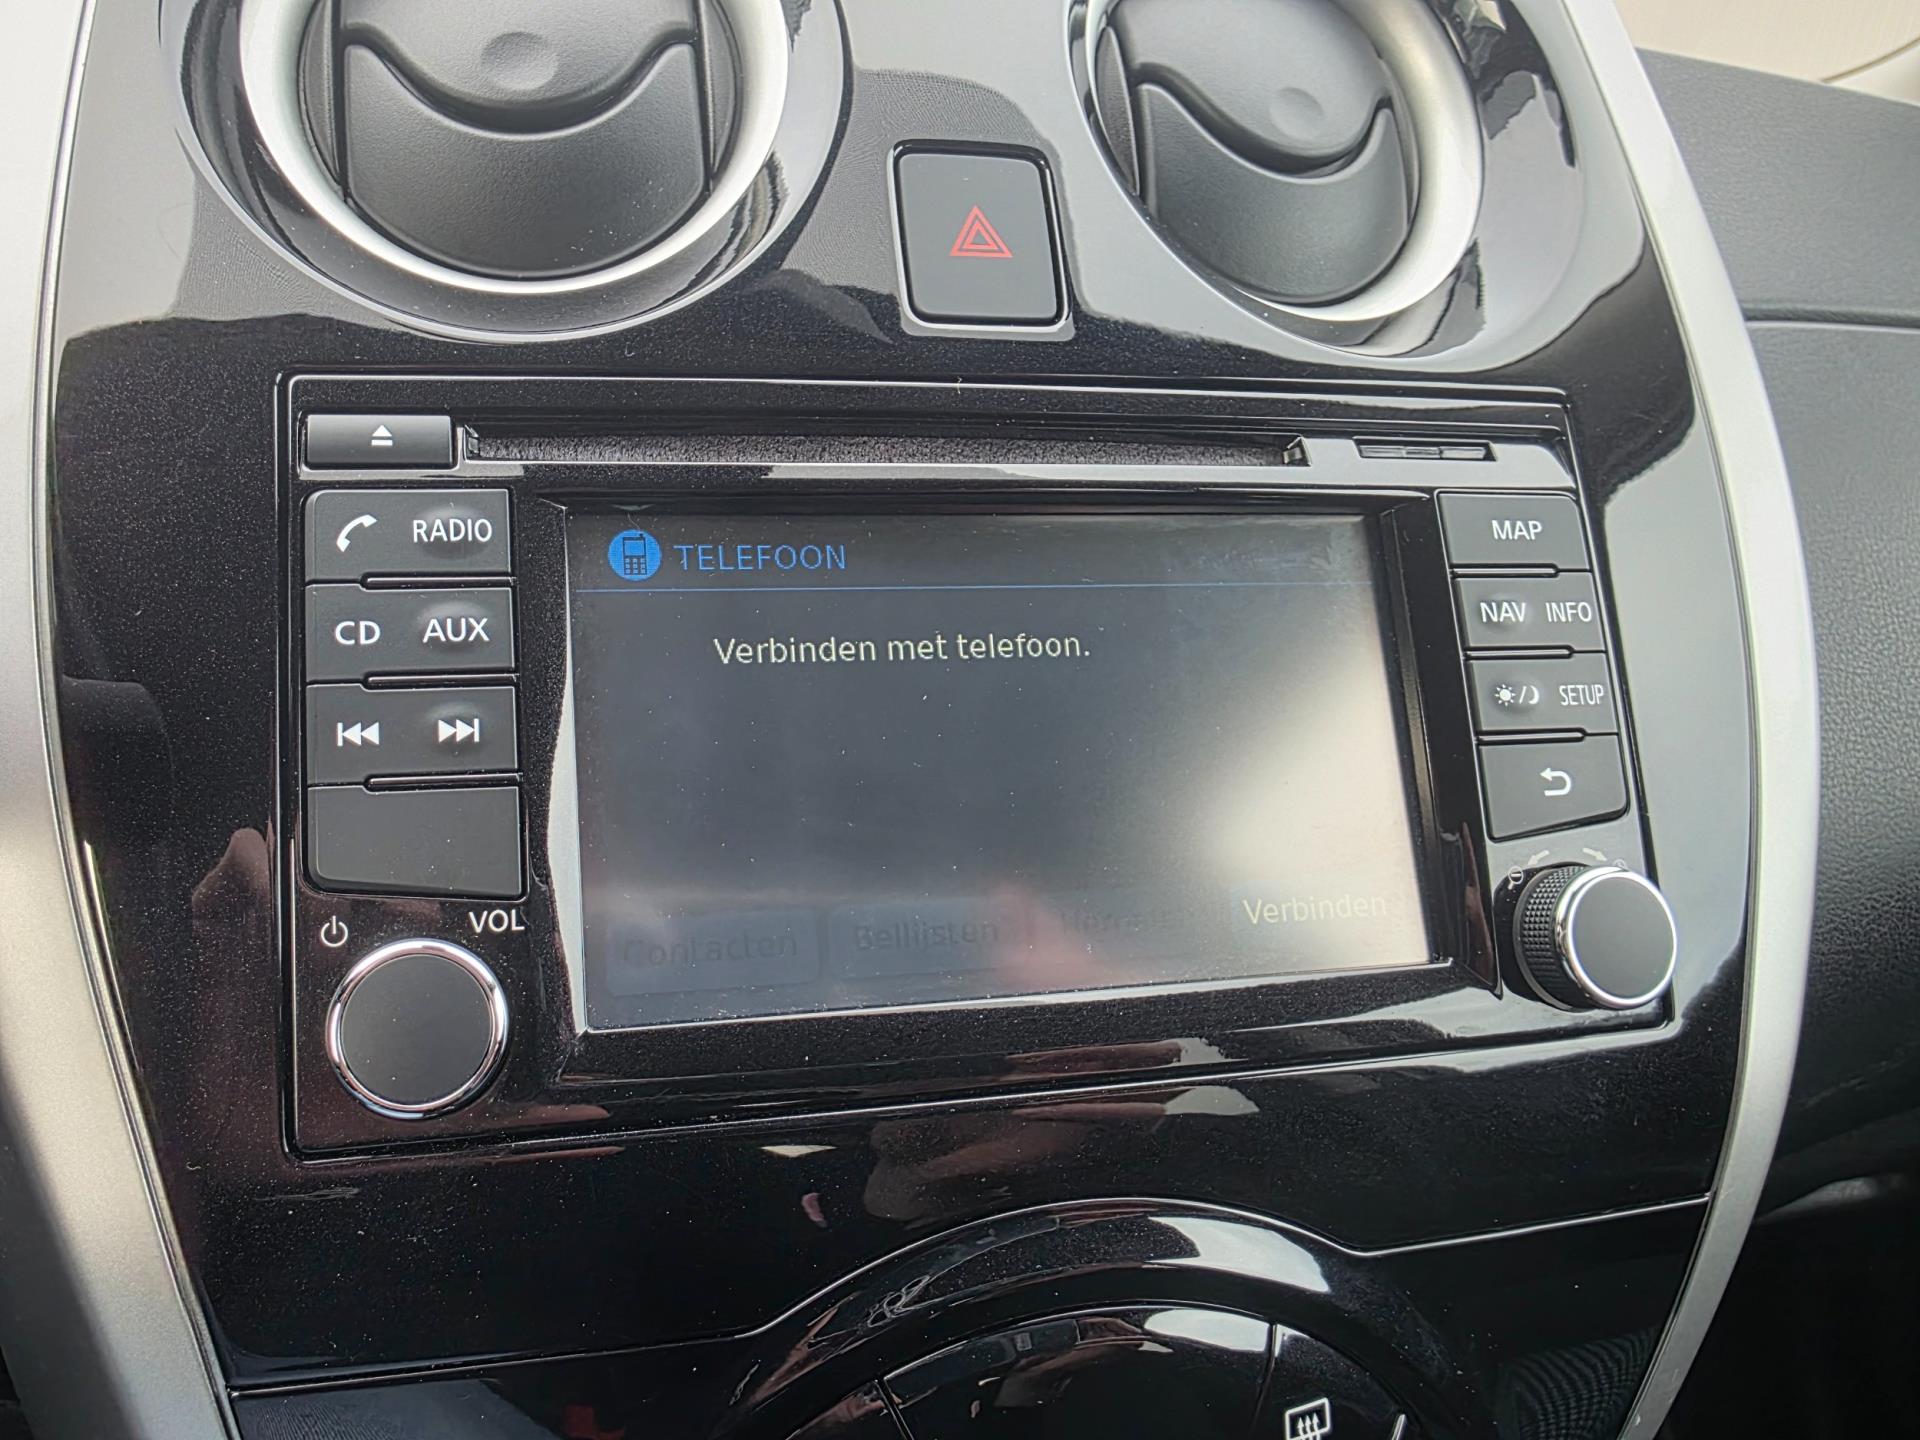 RADIO
CD AUX
VOL
TELEFOON
Verbinden met telefoon.
Contacten Bellijsten
Verbinden
MAP
NAV INFO
SETUP